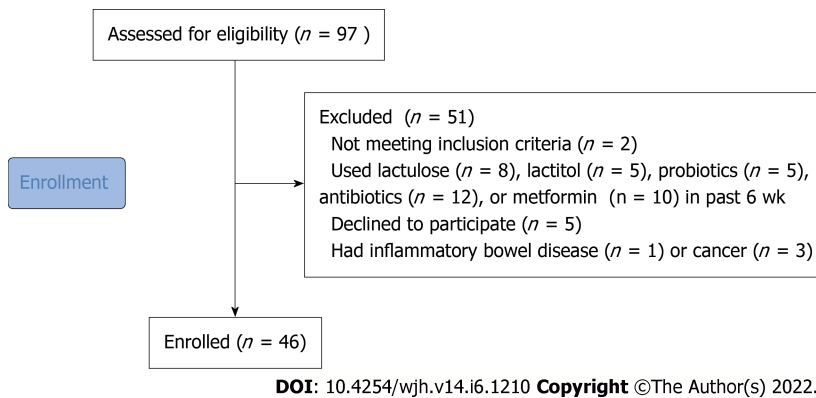 Assessed for eligibility (n = 97 )
Excluded (n = 51)
Not meeting inclusion criteria (n = 2)
Used lactulose (n = 8), lactitol (n = 5), probiotics (n = 5),
antibiotics (n = 12), or metformin (n = 10) in past 6 wk
Declined to participate (n = 5)
Had inflammatory bowel disease (n = 1) or cancer (n = 3)
Enrollment
Enrolled (n = 46)
DOI: 10.4254/wjh.v14.i6.1210 Copyright ©The Author(s) 2022.